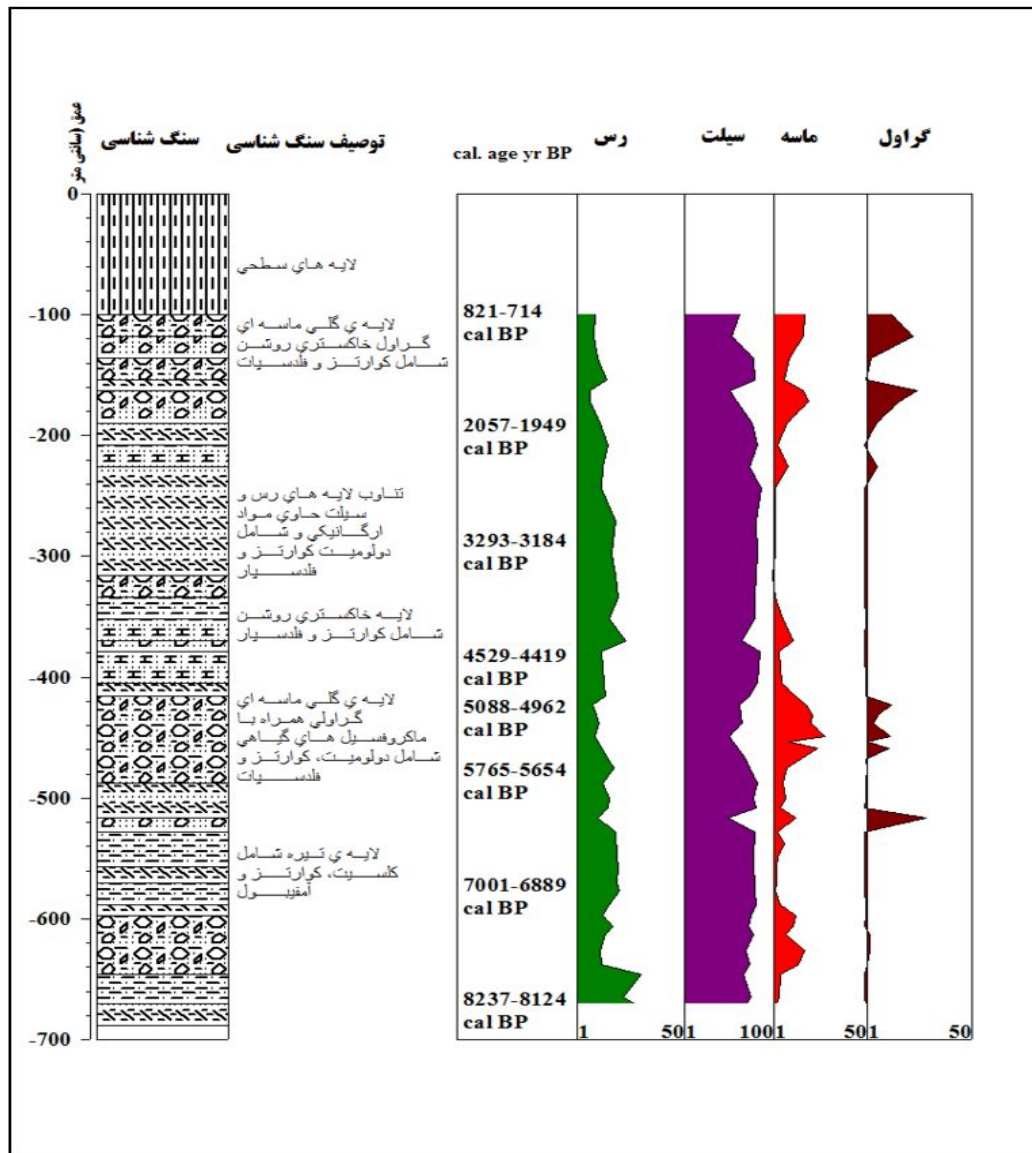 عمق (سانتی متر
سنگ شناسی
توصیف سنگ شناسی
cal. age yr BP
رس
سیلت
ماسه
گراول
0
-100
-200
-300
-400
-500
-600
-700
لایه های سطحی
لایه ی گلی ماسه ای
گراول خاکستری روشن
شامل کوارتز و فلدسپات
تناوب لایه های رس و
سیلت حاوی مواد
ارگانیکی و شامل
دولومیت کوارتز و
فلدسپار
لایه خاکستری روشن
شامل کوارتز و فلدسپار
لایه ی گلی ماسه ای
گراولی همراه با
ماکروفسیل های گیاهی
شامل دولومیت، کوارتز و
فلدسپات
لایه ی تیره شامل
کلسیت، کوارتز و
آمفیبول
821-714
cal BP
2057-1949
cal BP
3293-3184
cal BP
4529-4419
cal BP
5088-4962
cal BP
5765-5654
cal BP
7001-6889
cal BP
8237-8124
cal BP
1 50
1 100
1 50
1 50